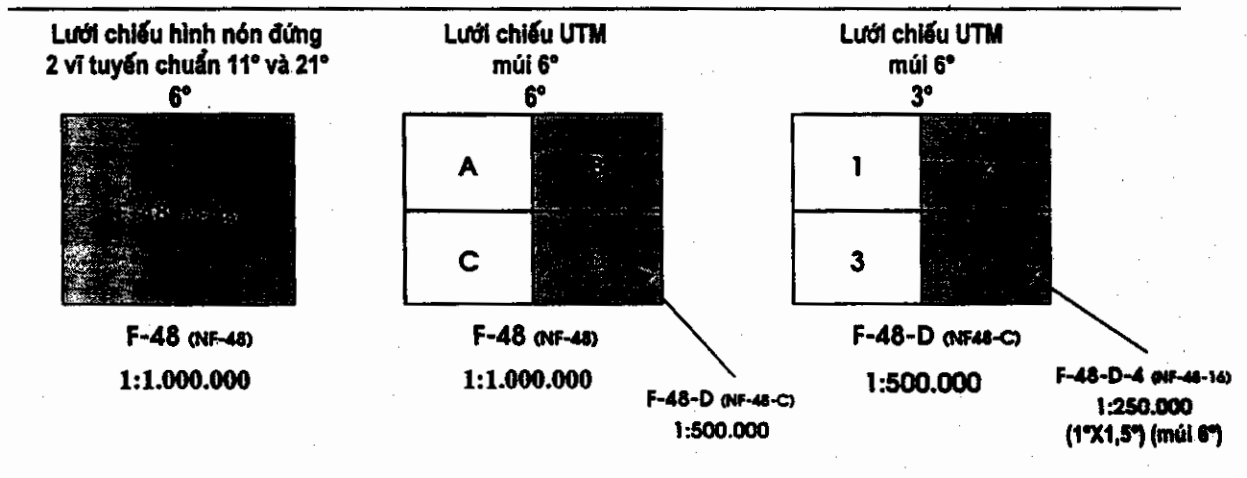 Lưới chiếu hình nón đứng
2 vĩ tuyến chuẩn 11° và 21°
6°
F-48 (NF-48)
1:1.000.000
Lưới chiếu UTM
múi 6°
6°
A
B
C
F-48 (NF-48)
1:1.000.000
F-48-D (NF-48-C)
1:500.000
Lưới chiếu UTM
múi 6°
3°
1
3
F-48-D (NF48-C)
1:500.000
F-48-D-4 (NF-48-16)
1:250.000
(1°X1,5°) (múi 6°)